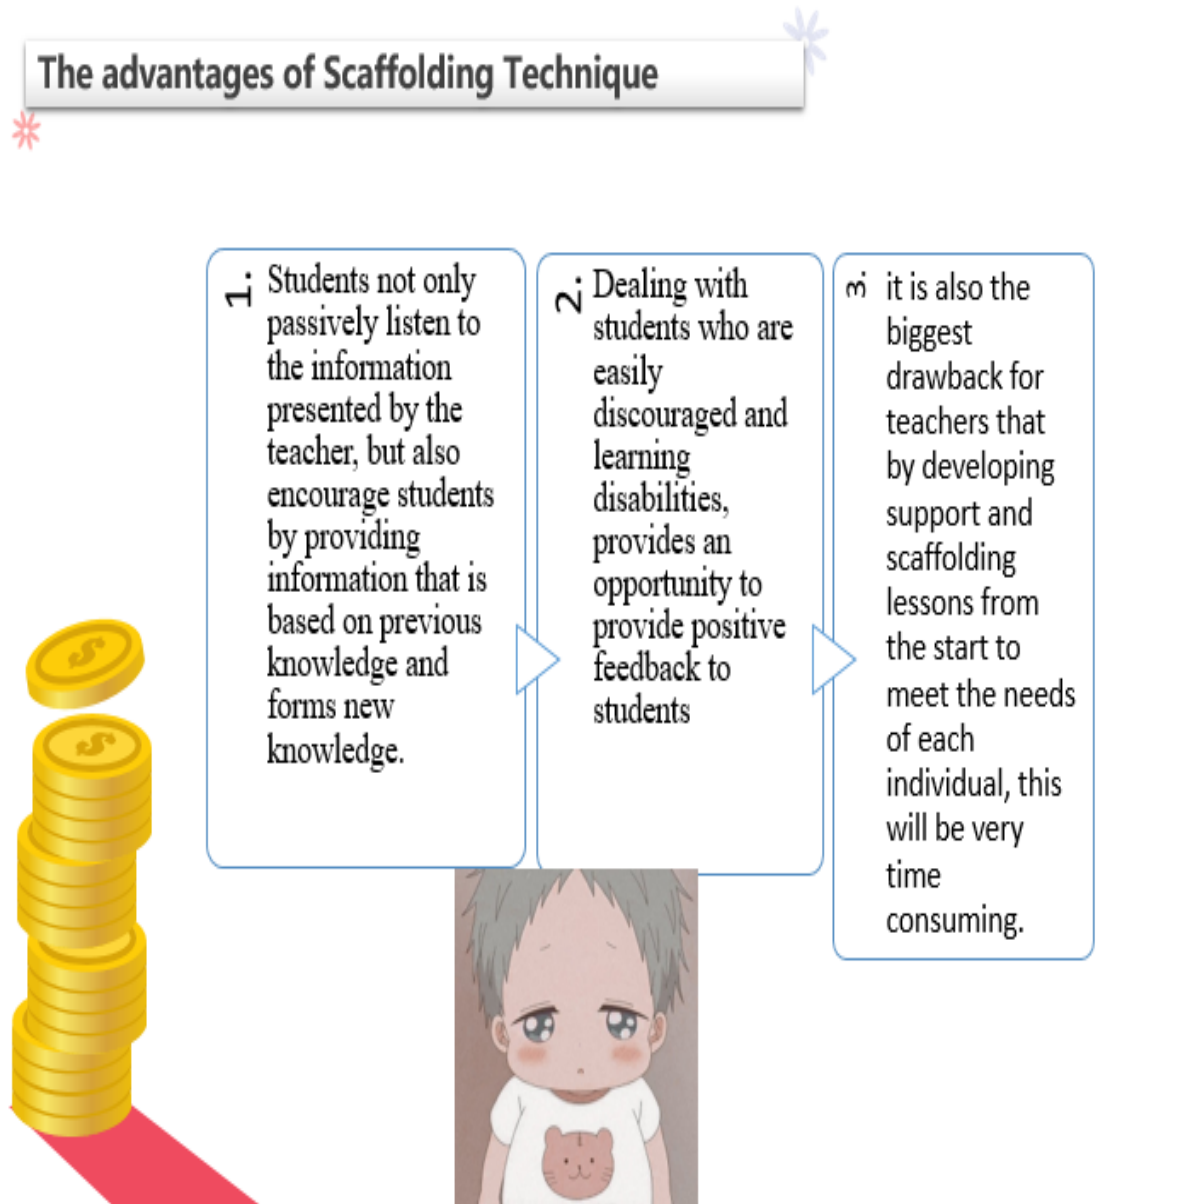 The advantages of Scaffolding Technique
1.
Students not only
passively listen to
the information
presented by the
teacher, but also
encourage students
by providing
information that is
based on previous
knowledge and
forms new
knowledge.
2.
Dealing with
students who are
easily
discouraged and
learning
disabilities,
provides an
opportunity to
provide positive
feedback to
students
3.
it is also the
biggest
drawback for
teachers that
by developing
support and
scaffolding
lessons from
the start to
meet the needs
of each
individual, this
will be very
time
consuming.
$
$